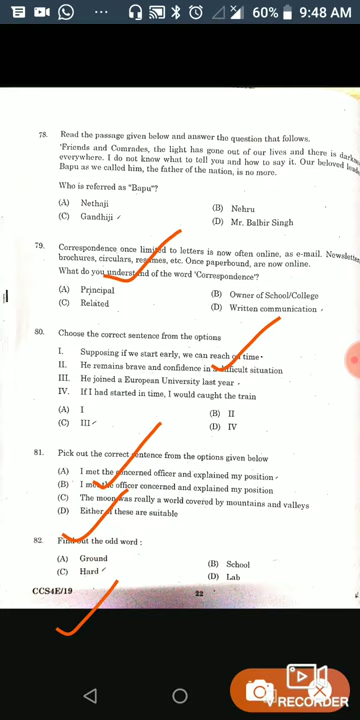 60% 9:48 AM
78. Read the passage given below and answer the question that follows.
'Friends and Comrades, the light has gone out of our lives and there is
everywhere. I do not know what to tell you and how to say it. Our beloved
Bapu as we called him, the father of the nation, is no more.
Who is referred as "Bapu"?
(A) Nethaji (B) Nehru
(C) Gandhiji (D) Mr. Balbir Singh
79. Correspondence once limited to letters is now often online, as e-mail.
brochures, circulars, resumes, etc. Once paperbound, are now online.
What do you understand of the word 'Correspondence'?
(A) Principal (B) Owner of School/College
(C) Related (D) Written communication
80. Choose the correct sentence from the options
I. Supposing if we start early, we can reach on time
II. He remains brave and confidence in a difficult situation
III. He joined a European University last year
IV. If I had started in time, I would caught the train
(A) I (B) II
(C) III (D) IV
81. Pick out the correct sentence from the options given below
(A) I met the concerned officer and explained my position
(B) I met the officer concerned and explained my position
(C) The moon was really a world covered by mountains and valleys
(D) Either of these are suitable
82. Find out the odd word :
(A) Ground (B) School
(C) Hard (D) Lab
CCS4E/19 22
RECORDER